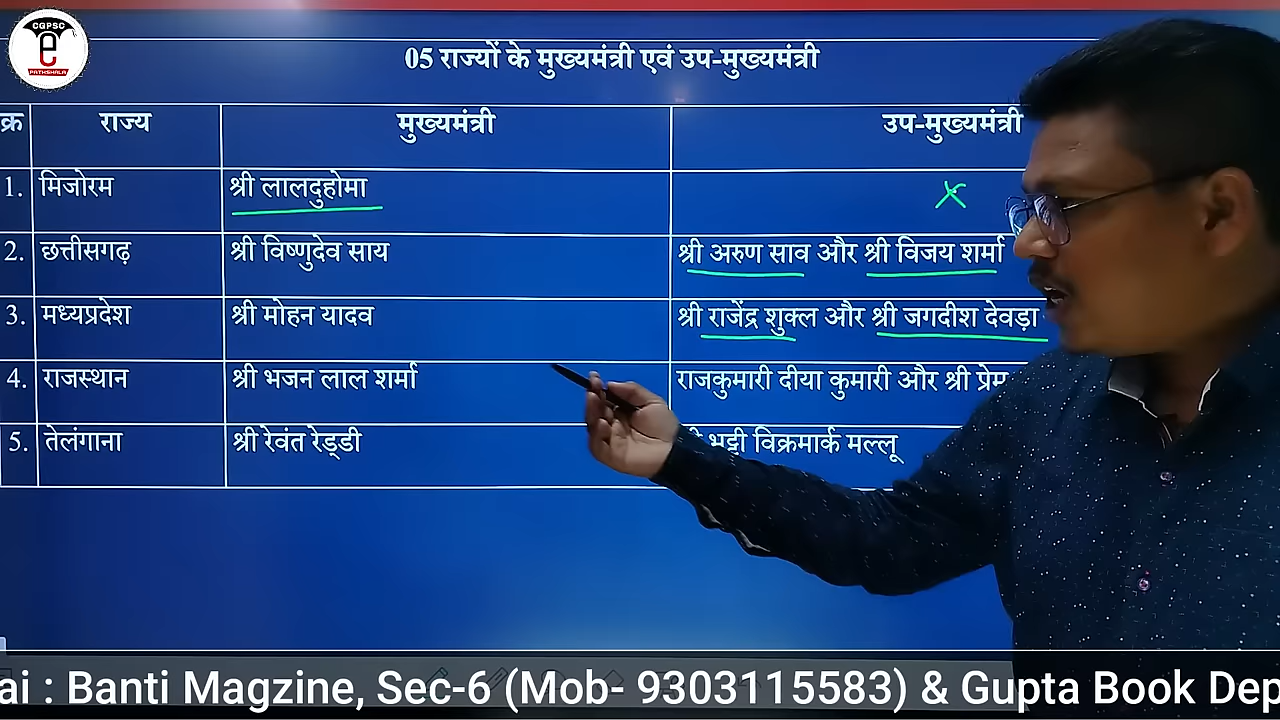 CGPSC
e
PATHSHALA
05 राज्यों के मुख्यमंत्री एवं उप-मुख्यमंत्री
क्र राज्य मुख्यमंत्री उप-मुख्यमंत्री
1. मिजोरम श्री लालदुहोमा X
2. छत्तीसगढ़ श्री विष्णुदेव साय श्री अरुण साव और श्री विजय शर्मा
3. मध्यप्रदेश श्री मोहन यादव श्री राजेंद्र शुक्ल और श्री जगदीश देवड़ा
4. राजस्थान श्री भजन लाल शर्मा राजकुमारी दीया कुमारी और श्री प्रेम
5. तेलंगाना श्री रेवंत रेड्डी भट्टी विक्रमार्क मल्लू
ai : Banti Magzine, Sec-6 (Mob- 9303115583) & Gupta Book Dep